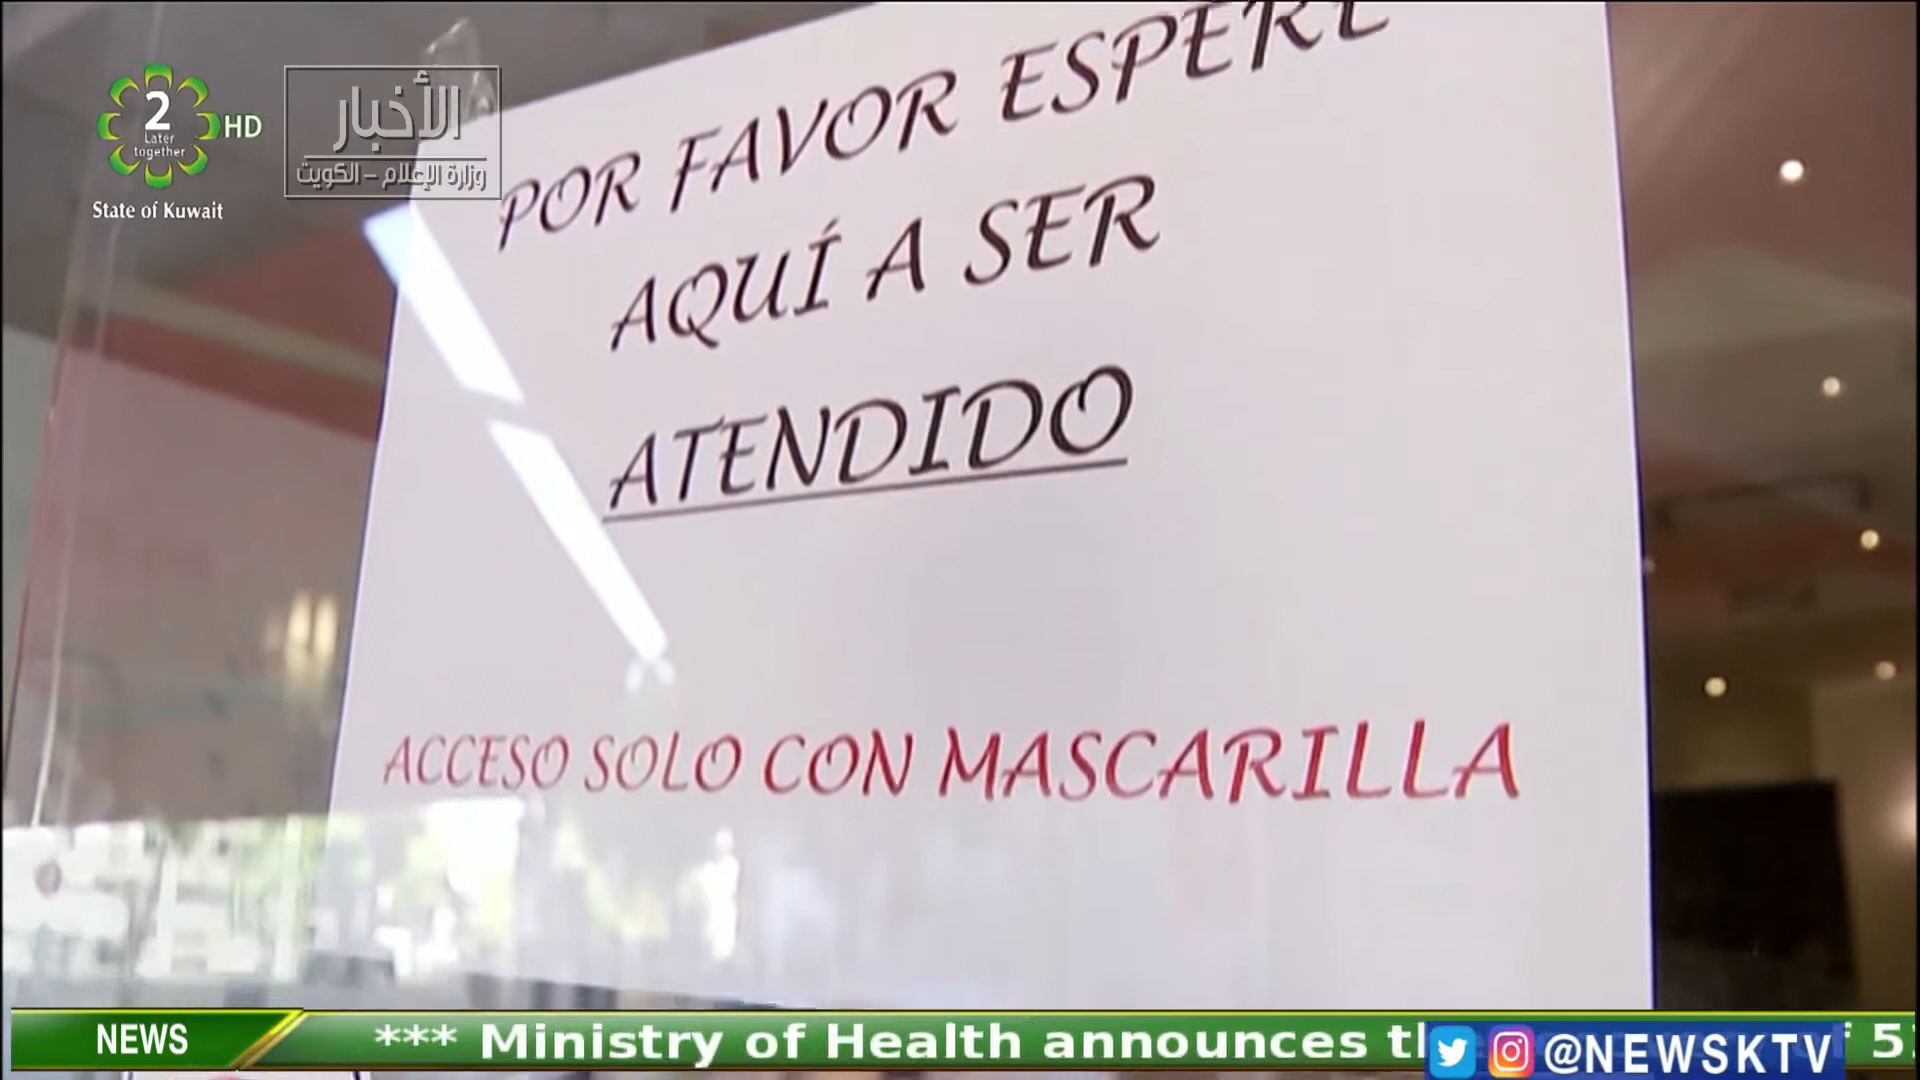 2
Later
together
HD
State of Kuwait
الأخبار
وزارة الإعلام - الكويت
POR FAVOR ESPERE
AQUÍ A SER
ATENDIDO
ACCESO SOLO CON MASCARILLA
NEWS
*** Ministry of Health announces
@NEWSKTV